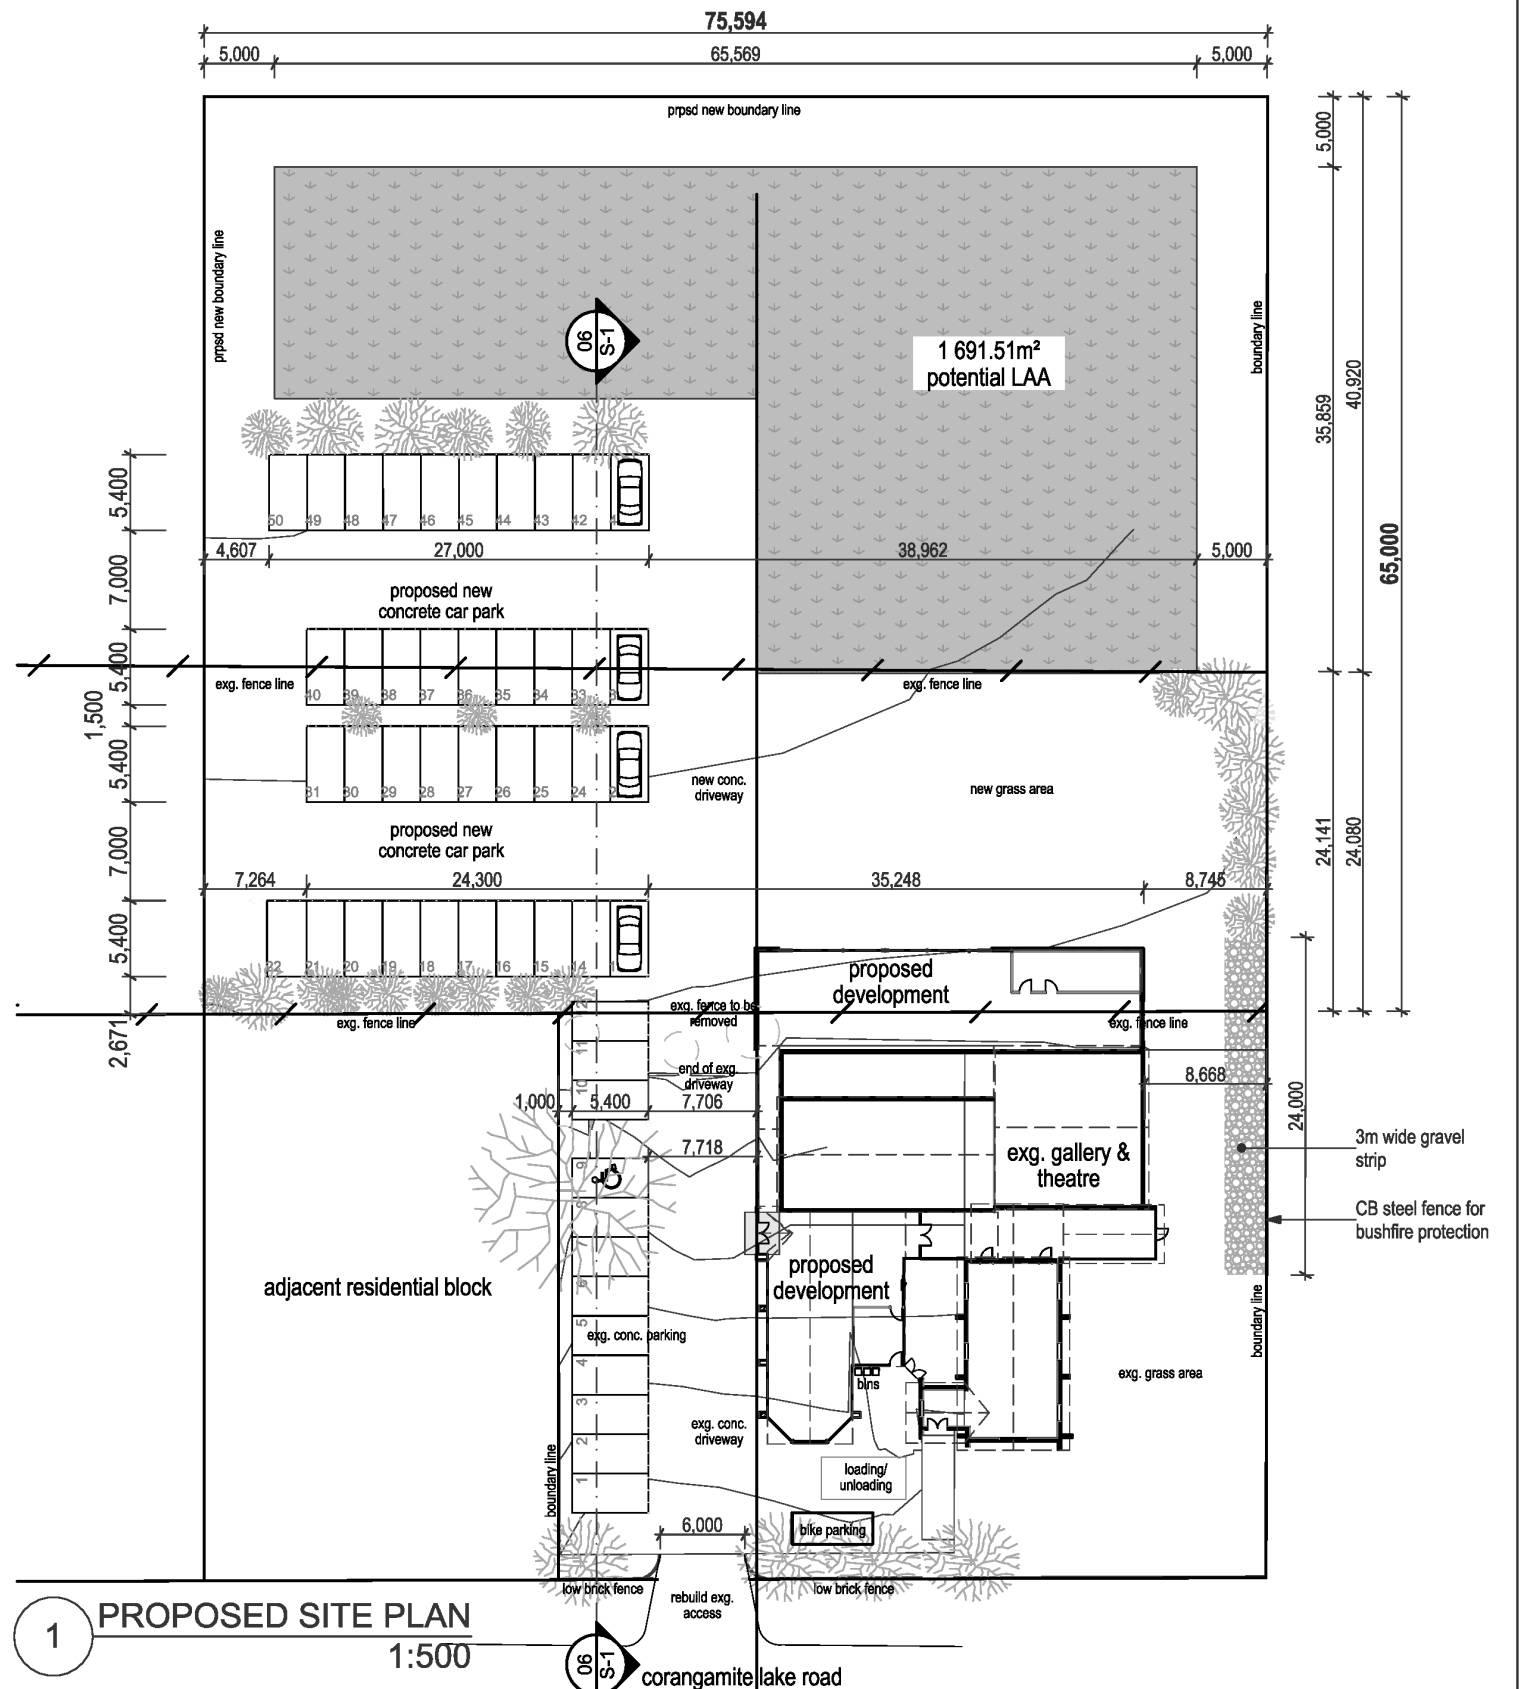 75,594
5,000
65,569
5,000
prpsd new boundary line
5,000
prpsd new boundary line
boundary line
06
S-1
1 691.51m²
potential LAA
40,920
35,859
5,400
50 49 48 47 46 45 44 43 42
4,607
27,000
38,962
5,000
65,000
7,000
proposed new
concrete car park
5,400
exg. fence line
exg. fence line
40 39 38 37 36 35 34 33
1,500
5,400
new conc.
driveway
new grass area
31 30 29 28 27 26 25 24
7,000
proposed new
concrete car park
24,141
24,080
7,264
24,300
35,248
8,745
5,400
22 21 20 19 18 17 16 15 14
proposed
development
exg. fence to be
removed
exg. fence line
exg. fence line
2,671
12
11
end of exg.
driveway
10
8,668
24,000
1,000
5,400
7,706
7,718
exg. gallery &
theatre
3m wide gravel
strip
9
8
7
CB steel fence for
bushfire protection
proposed
development
adjacent residential block
6
5
exg. conc. parking
boundary line
4
bins
exg. grass area
3
exg. conc.
driveway
2
loading/
unloading
1
boundary line
6,000
bike parking
low brick fence
low brick fence
rebuild exg.
access
1
PROPOSED SITE PLAN
1:500
06
S-1
corangamite lake road